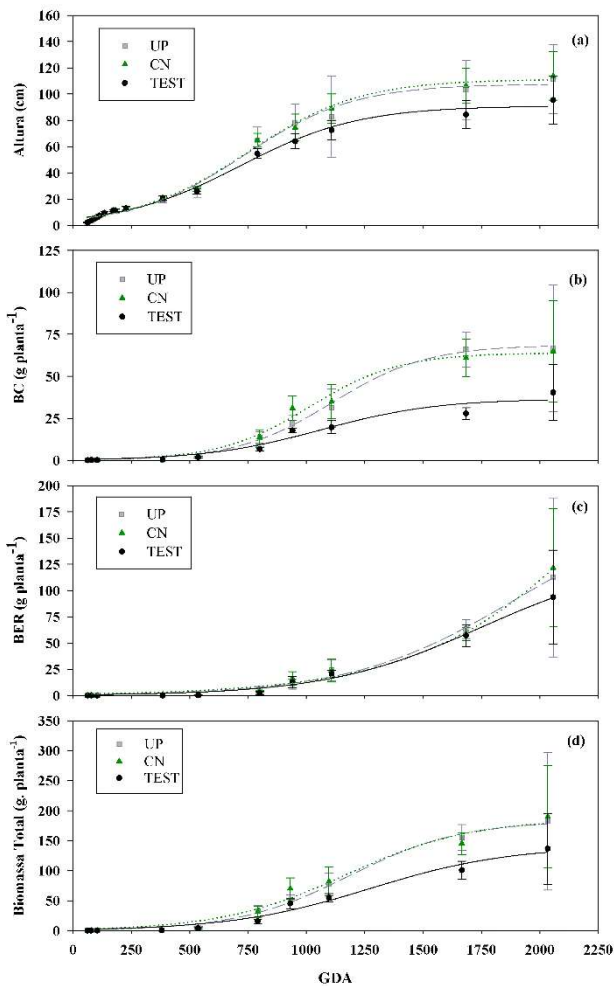 160
140
120
100
80
60
40
20
0
Altura (cm)
UP
CN
TEST
(a)
125
100
75
50
25
0
BC (g planta⁻¹)
UP
CN
TEST
(b)
200
175
150
125
100
75
50
25
0
BER (g planta⁻¹)
UP
CN
TEST
(c)
350
300
250
200
150
100
50
0
Biomassa Total (g. planta⁻¹)
UP
CN
TEST
(d)
0 250 500 750 1000 1250 1500 1750 2000 2250
GDA